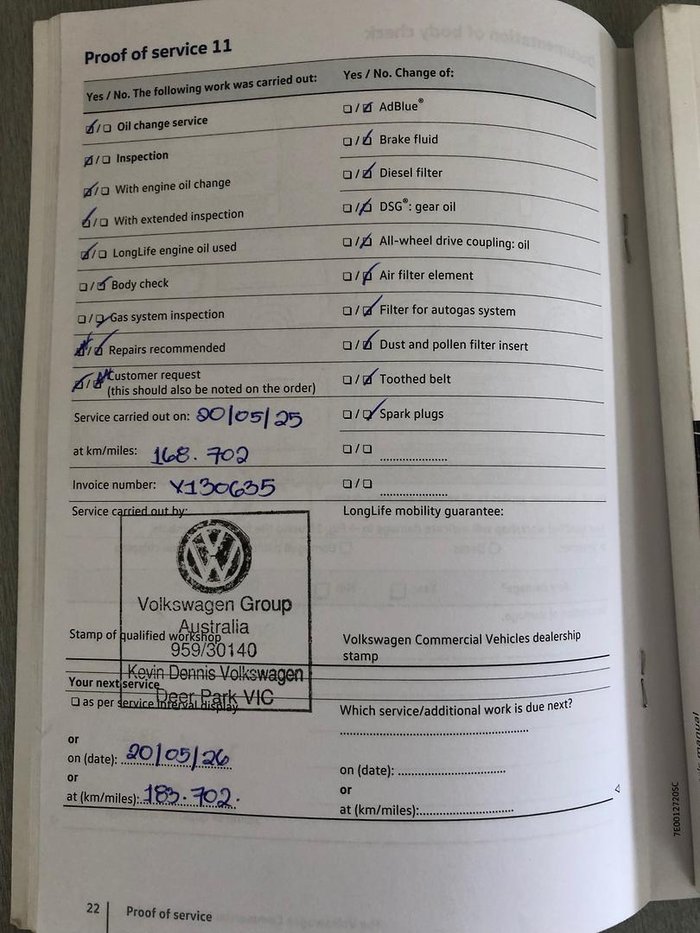 Proof of service 11
Yes / No. The following work was carried out:
☑/☐ Oil change service
☑/☐ Inspection
☑/☐ With engine oil change
☑/☐ With extended inspection
☑/☐ LongLife engine oil used
☐/☑ Body check
☐/☑ Gas system inspection
☑/☑ Repairs recommended
☑/☑ Customer request
(this should also be noted on the order)
Service carried out on: 20/05/25
at km/miles: 168.702
Invoice number: Y130635
Service carried out by:
Volkswagen Group
Australia
959/30140
Kevin Dennis Volkswagen
Deer Park VIC
Stamp of qualified workshop
Your next service
☐ as per service interval display
or
on (date): 20/05/26
or
at (km/miles): 183.702.
Yes / No. Change of:
☐/☑ AdBlue®
☐/☑ Brake fluid
☐/☑ Diesel filter
☐/☑ DSG®: gear oil
☐/☑ All-wheel drive coupling: oil
☐/☑ Air filter element
☐/☑ Filter for autogas system
☐/☑ Dust and pollen filter insert
☐/☑ Toothed belt
☐/☑ Spark plugs
☐/☐ ....................
☐/☐ ....................
LongLife mobility guarantee:
Volkswagen Commercial Vehicles dealership
stamp
Which service/additional work is due next?
on (date): ....................
or
at (km/miles):....................
7E0012720SC
22 Proof of service